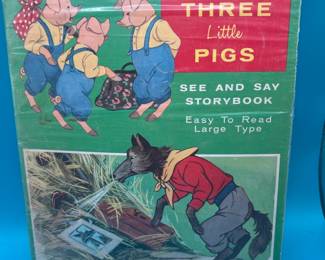 THREE
Little
PIGS
SEE AND SAY
STORYBOOK
Easy To Read
Large Type